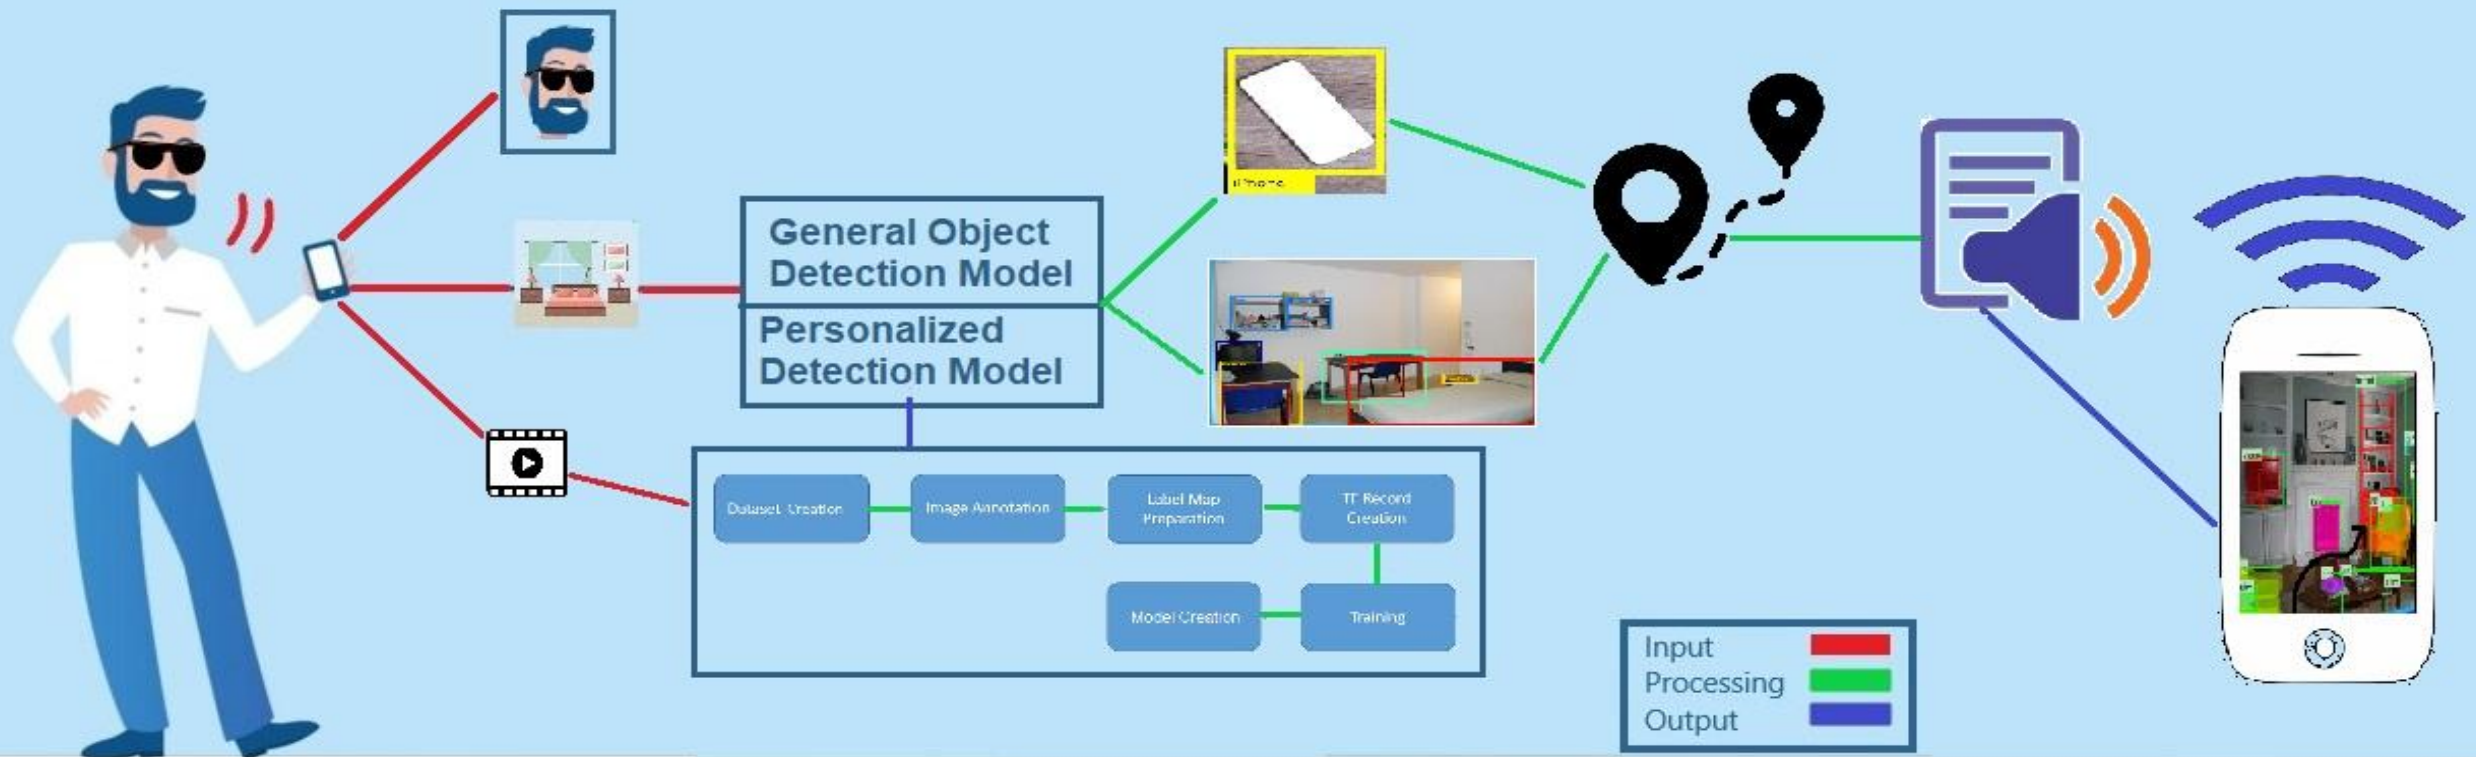 General Object
Detection Model
Personalized
Detection Model
Dataset Creation
Image Annotation
Label Map
Preparation
TF Record
Creation
Model Creation
Training
Input
Processing
Output